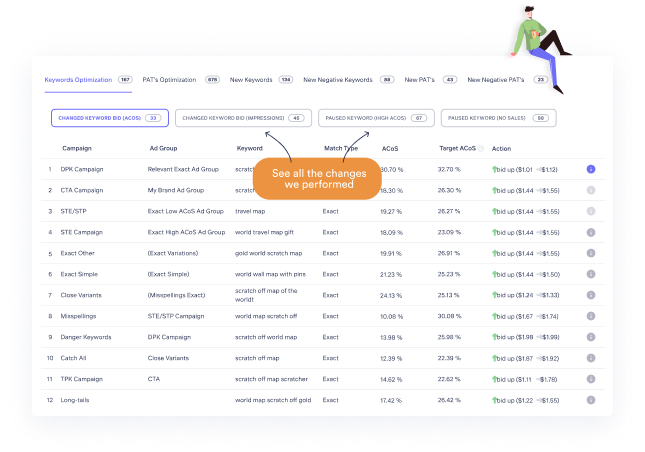 Keywords Optimization 167 PAT's Optimization 678 New Keywords 134 New Negative Keywords 88 New PAT's 43 New Negative PAT's 23
CHANGED KEYWORD BID (ACOS) 33 CHANGED KEYWORD BID (IMPRESSIONS) 45 PAUSED KEYWORD (HIGH ACOS) 67 PAUSED KEYWORD (NO SALES) 98
Campaign Ad Group Keyword Match Type ACoS Target ACoS Action
1 DPK Campaign Relevant Exact Ad Group scratc 30.70 % 32.70 % bid up ($1.01 →$1.12)
2 CTA Campaign My Brand Ad Group scratc 18.30 % 26.30 % bid up ($1.44 →$1.55)
See all the changes
we performed
3 STE/STP Exact Low ACoS Ad Group travel map Exact 19.27 % 26.27 % bid up ($1.44 →$1.55)
4 STE Campaign Exact High ACoS Ad Group world travel map gift Exact 18.09 % 23.09 % bid up ($1.44 →$1.55)
5 Exact Other (Exact Variations) gold world scratch map Exact 19.91 % 26.91 % bid up ($1.44 →$1.55)
6 Exact Simple (Exact Simple) world wall map with pins Exact 21.23 % 25.23 % bid up ($1.44 →$1.50)
7 Close Variants (Misspellings Exact) scratch off map of the
worldt Exact 24.13 % 25.13 % bid up ($1.24 →$1.33)
8 Misspellings STE/STP Campaign world map scratch off Exact 10.08 % 30.08 % bid up ($1.67 →$1.74)
9 Danger Keywords DPK Campaign scratch off world map Exact 13.98 % 25.98 % bid up ($1.98 →$1.99)
10 Catch All Close Variants scratch off map Exact 12.39 % 22.39 % bid up ($1.87 →$1.92)
11 TPK Campaign CTA scratch off map scratcher Exact 14.62 % 22.62 % bid up ($1.11 →$1.78)
12 Long-tails world map scratch off gold Exact 17.42 % 26.42 % bid up ($1.22 →$1.55)